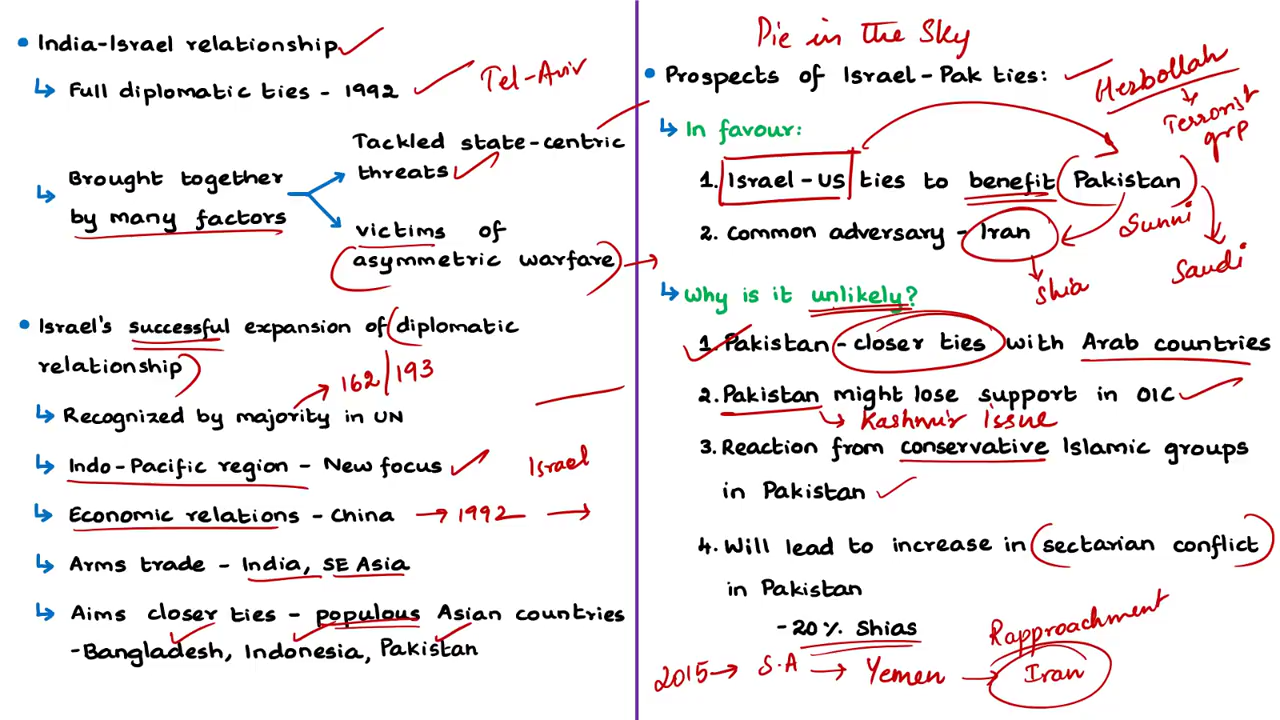 • India-Israel relationship
↳ Full diplomatic ties - 1992
Tel-Aviv
↳ Brought together
by many factors
Tackled state-centric
threats
victims of
asymmetric warfare
• Israel's successful expansion of diplomatic
relationship
162/193
↳ Recognized by majority in UN
↳ Indo-Pacific region - New focus
Israel
↳ Economic relations - China → 1992 →
↳ Arms trade - India, SE Asia
↳ Aims closer ties - populous Asian countries
- Bangladesh, Indonesia, Pakistan
Pie in the Sky
• Prospects of Israel-Pak ties:
Hezbollah
Terrorist
grp
↳ In favour:
1. Israel-US ties to benefit Pakistan
2. Common adversary - Iran
Sunni
Saudi
Shia
↳ Why is it unlikely?
1. Pakistan - closer ties with Arab countries
2. Pakistan might lose support in OIC
Kashmir Issue
3. Reaction from conservative Islamic groups
in Pakistan
4. Will lead to increase in sectarian conflict
in Pakistan
- 20% Shias
Rapproachment
2015 → S.A → Yemen → Iran